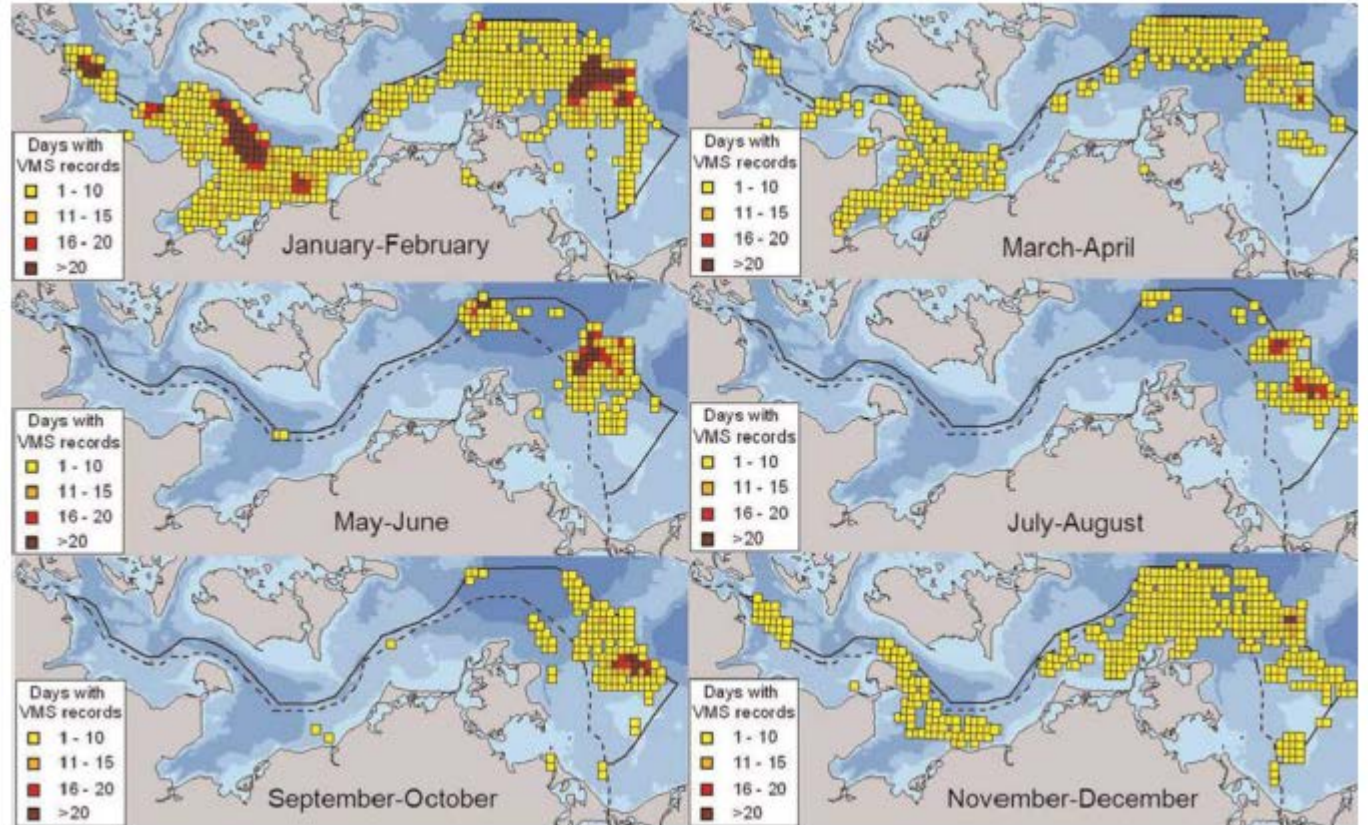 Days with
VMS records
1 - 10
11 - 15
16 - 20
>20
January-February
Days with
VMS records
1 - 10
11 - 15
16 - 20
>20
March-April
Days with
VMS records
1 - 10
11 - 15
16 - 20
>20
May-June
Days with
VMS records
1 - 10
11 - 15
16 - 20
>20
July-August
Days with
VMS records
1 - 10
11 - 15
16 - 20
>20
September-October
Days with
VMS records
1 - 10
11 - 15
16 - 20
>20
November-December